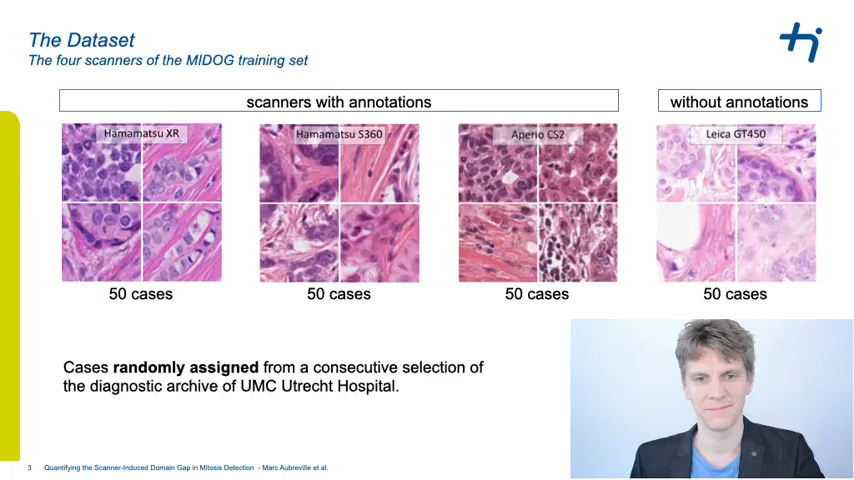 The Dataset
The four scanners of the MIDOG training set
scanners with annotations
without annotations
Hamamatsu XR
Hamamatsu S360
Aperio CS2
Leica GT450
50 cases
50 cases
50 cases
50 cases
Cases randomly assigned from a consecutive selection of
the diagnostic archive of UMC Utrecht Hospital.
3 Quantifying the Scanner-Induced Domain Gap in Mitosis Detection - Marc Aubreville et al.